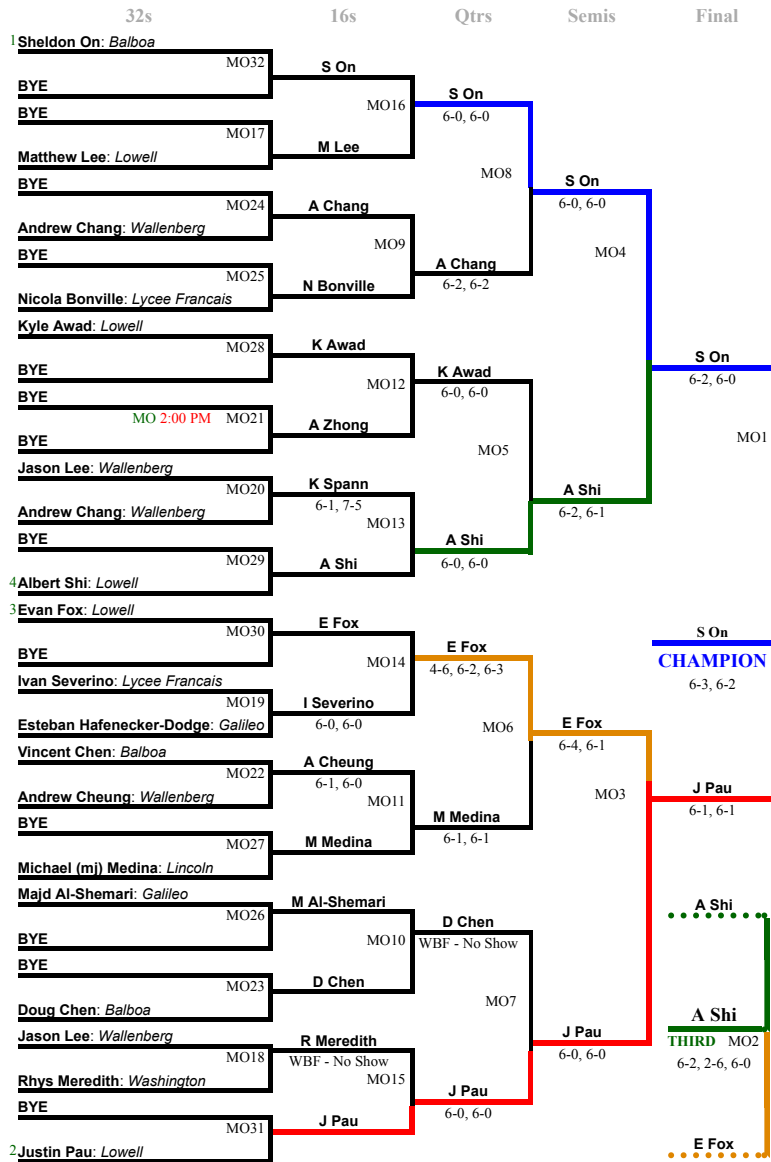 32s 16s Qtrs Semis Final
1 Sheldon On: Balboa
MO32
S On
BYE
MO16
S On
6-0, 6-0
BYE
MO17
M Lee
Matthew Lee: Lowell
MO8
S On
6-0, 6-0
BYE
MO24
A Chang
Andrew Chang: Wallenberg
MO9
A Chang
6-2, 6-2
BYE
MO25
N Bonville
Nicola Bonville: Lycee Francais
MO4
S On
6-2, 6-0
Kyle Awad: Lowell
MO28
K Awad
BYE
MO12
K Awad
6-0, 6-0
BYE
MO 2:00 PM MO21
A Zhong
BYE
MO5
A Shi
6-2, 6-1
Jason Lee: Wallenberg
MO20
K Spann
6-1, 7-5
Andrew Chang: Wallenberg
MO13
A Shi
6-0, 6-0
BYE
MO29
A Shi
4 Albert Shi: Lowell
MO1
3 Evan Fox: Lowell
MO30
E Fox
BYE
MO14
E Fox
4-6, 6-2, 6-3
Ivan Severino: Lycee Francais
MO19
I Severino
6-0, 6-0
Esteban Hafenecker-Dodge: Galileo
MO6
E Fox
6-4, 6-1
Vincent Chen: Balboa
MO22
A Cheung
6-1, 6-0
Andrew Cheung: Wallenberg
MO11
M Medina
6-1, 6-1
BYE
MO27
M Medina
Michael (mj) Medina: Lincoln
MO3
J Pau
6-1, 6-1
Majd Al-Shemari: Galileo
MO26
M Al-Shemari
BYE
MO10
D Chen
WBF - No Show
BYE
MO23
D Chen
Doug Chen: Balboa
MO7
J Pau
6-0, 6-0
Jason Lee: Wallenberg
MO18
R Meredith
WBF - No Show
Rhys Meredith: Washington
MO15
J Pau
6-0, 6-0
BYE
MO31
J Pau
2 Justin Pau: Lowell
S On
CHAMPION
6-3, 6-2
A Shi
A Shi
THIRD MO2
6-2, 2-6, 6-0
E Fox